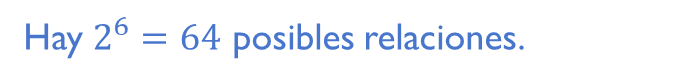 Hay 2⁶ = 64 posibles relaciones.